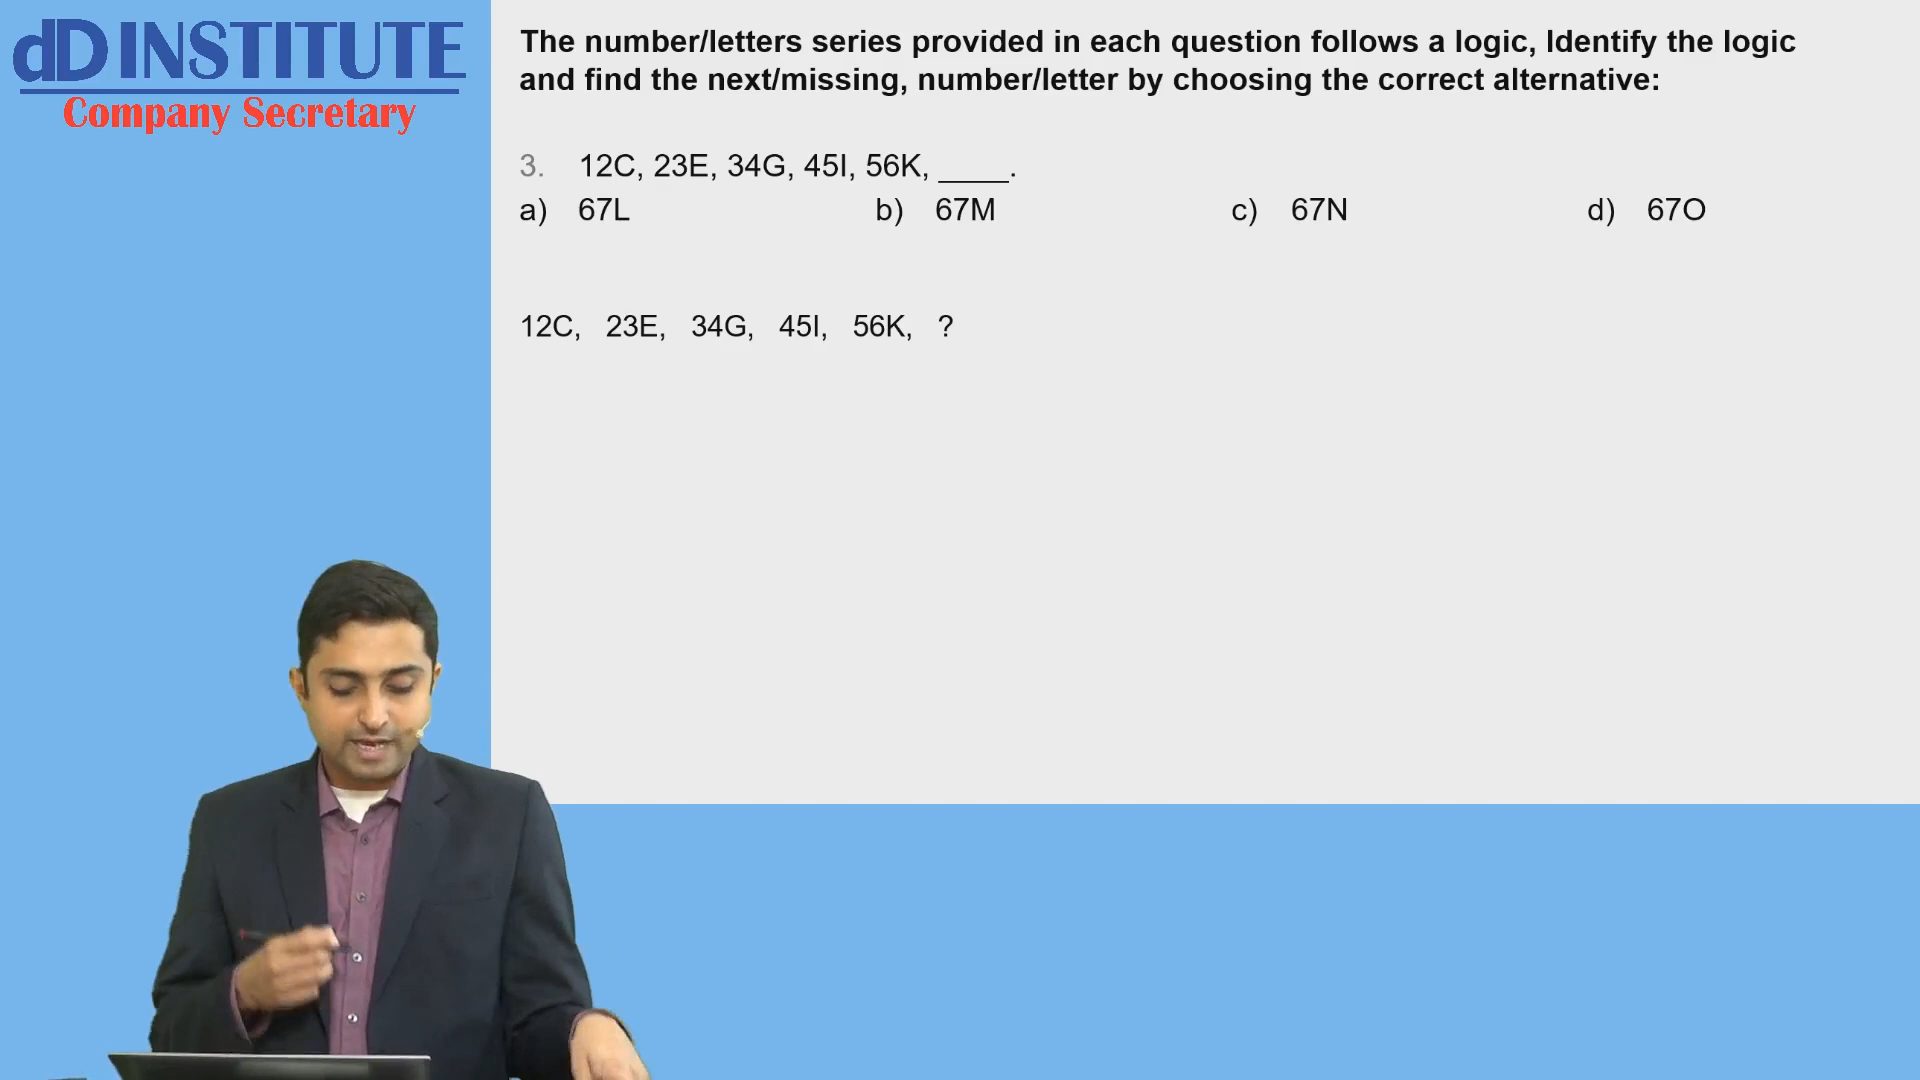 dD INSTITUTE
Company Secretary
The number/letters series provided in each question follows a logic, Identify the logic
and find the next/missing, number/letter by choosing the correct alternative:
3. 12C, 23E, 34G, 45I, 56K, ____.
a) 67L b) 67M c) 67N d) 67O
12C, 23E, 34G, 45I, 56K, ?